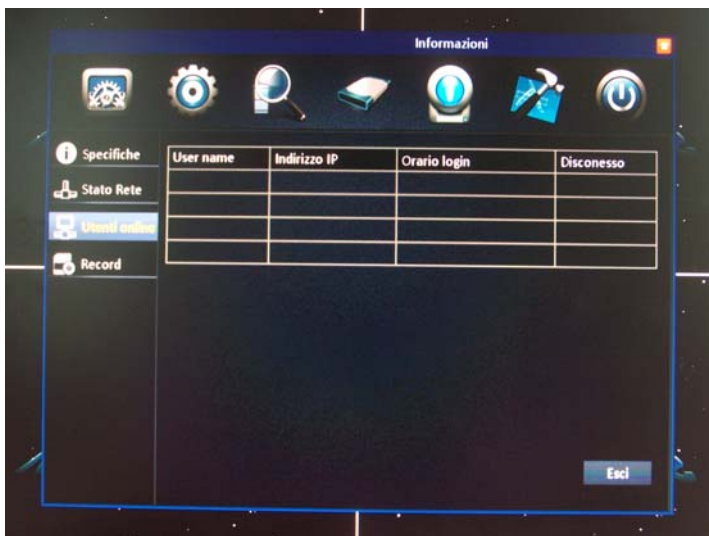 Informazioni
Specifiche
User name Indirizzo IP Orario login Disconesso
Stato Rete
Utenti online
Record
Esci